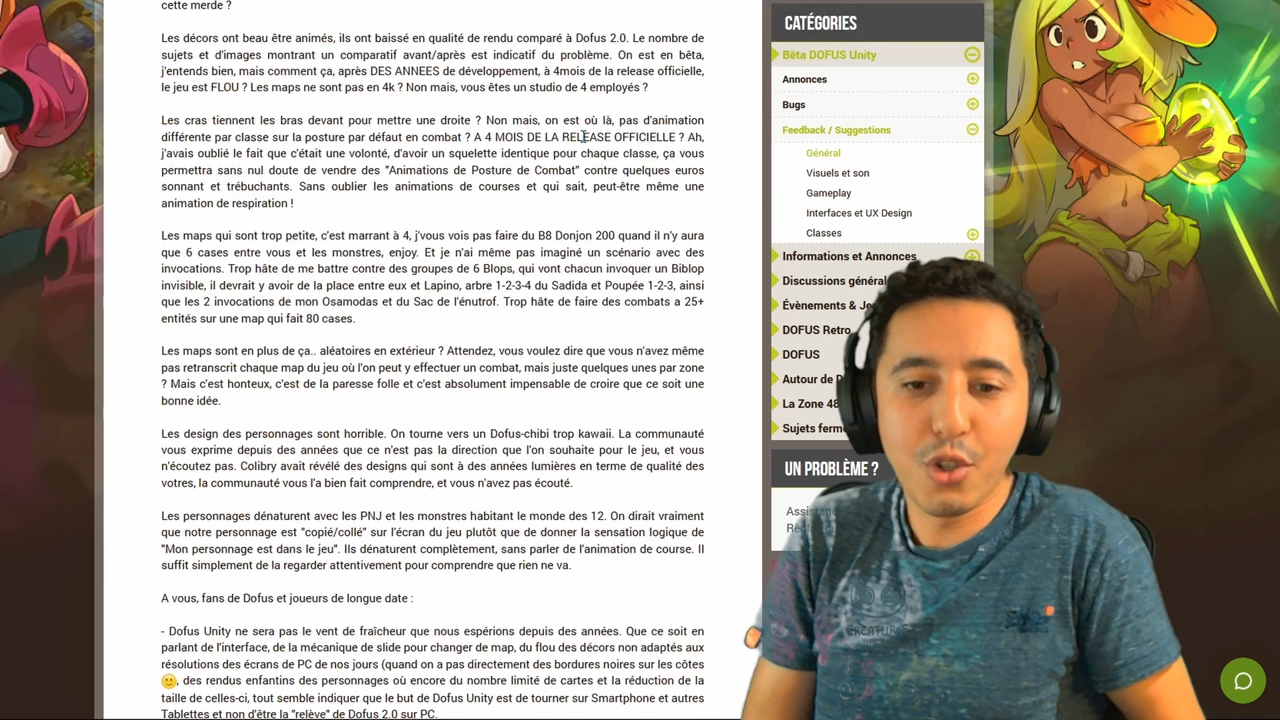 cette merde ?
Les décors ont beau être animés, ils ont baissé en qualité de rendu comparé à Dofus 2.0. Le nombre de
sujets et d'images montrant un comparatif avant/après est indicatif du problème. On est en bêta,
j'entends bien, mais comment ça, après DES ANNEES de développement, à 4mois de la release officielle,
le jeu est FLOU ? Les maps ne sont pas en 4k ? Non mais, vous êtes un studio de 4 employés ?
Les cras tiennent les bras devant pour mettre une droite ? Non mais, on est où là, pas d'animation
différente par classe sur la posture par défaut en combat ? A 4 MOIS DE LA RELEASE OFFICIELLE ? Ah,
j'avais oublié le fait que c'était une volonté, d'avoir un squelette identique pour chaque classe, ça vous
permettra sans nul doute de vendre des "Animations de Posture de Combat" contre quelques euros
sonnant et trébuchants. Sans oublier les animations de courses et qui sait, peut-être même une
animation de respiration !
Les maps qui sont trop petite, c'est marrant à 4, j'vous vois pas faire du B8 Donjon 200 quand il n'y aura
que 6 cases entre vous et les monstres, enjoy. Et je n'ai même pas imaginé un scénario avec des
invocations. Trop hâte de me battre contre des groupes de 6 Blops, qui vont chacun invoquer un Biblop
invisible, il devrait y avoir de la place entre eux et Lapino, arbre 1-2-3-4 du Sadida et Poupée 1-2-3, ainsi
que les 2 invocations de mon Osamodas et du Sac de l'énutrof. Trop hâte de faire des combats a 25+
entités sur une map qui fait 80 cases.
Les maps sont en plus de ça.. aléatoires en extérieur ? Attendez, vous voulez dire que vous n'avez même
pas retranscrit chaque map du jeu où l'on peut y effectuer un combat, mais juste quelques unes par zone
? Mais c'est honteux, c'est de la paresse folle et c'est absolument impensable de croire que ce soit une
bonne idée.
Les design des personnages sont horrible. On tourne vers un Dofus-chibi trop kawaii. La communauté
vous exprime depuis des années que ce n'est pas la direction que l'on souhaite pour le jeu, et vous
n'écoutez pas. Colibry avait révélé des designs qui sont à des années lumières en terme de qualité des
votres, la communauté vous l'a bien fait comprendre, et vous n'avez pas écouté.
Les personnages dénaturent avec les PNJ et les monstres habitant le monde des 12. On dirait vraiment
que notre personnage est "copié/collé" sur l'écran du jeu plutôt que de donner la sensation logique de
"Mon personnage est dans le jeu". Ils dénaturent complètement, sans parler de l'animation de course. Il
suffit simplement de la regarder attentivement pour comprendre que rien ne va.
A vous, fans de Dofus et joueurs de longue date :
- Dofus Unity ne sera pas le vent de fraîcheur que nous espérions depuis des années. Que ce soit en
parlant de l'interface, de la mécanique de slide pour changer de map, du flou des décors non adaptés aux
résolutions des écrans de PC de nos jours (quand on a pas directement des bordures noires sur les côtes
🙂, des rendus enfantins des personnages où encore du nombre limité de cartes et la réduction de la
taille de celles-ci, tout semble indiquer que le but de Dofus Unity est de tourner sur Smartphone et autres
Tablettes et non d'être la "relève" de Dofus 2.0 sur PC.
CATÉGORIES
Bêta DOFUS Unity
Annonces
Bugs
Feedback / Suggestions
Général
Visuels et son
Gameplay
Interfaces et UX Design
Classes
Informations et Annonces
Discussions général
Évènements & Je
DOFUS Retro
DOFUS
Autour de D
La Zone 48
Sujets ferm
UN PROBLÈME ?
Assistan